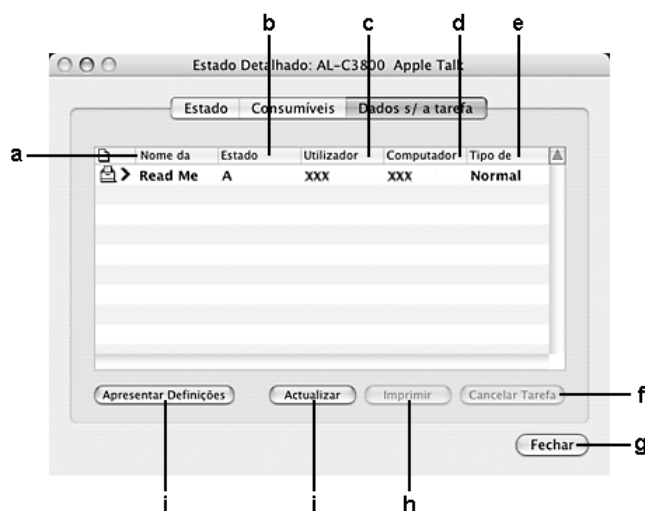 b c d e
Estado Detalhado: AL-C3800 Apple Talk
Estado Consumíveis Dados s/ a tarefa
a
Nome da Estado Utilizador Computador Tipo de
Read Me A XXX XXX Normal
Apresentar Definições Actualizar Imprimir Cancelar Tarefa
f
Fechar
g
j i h